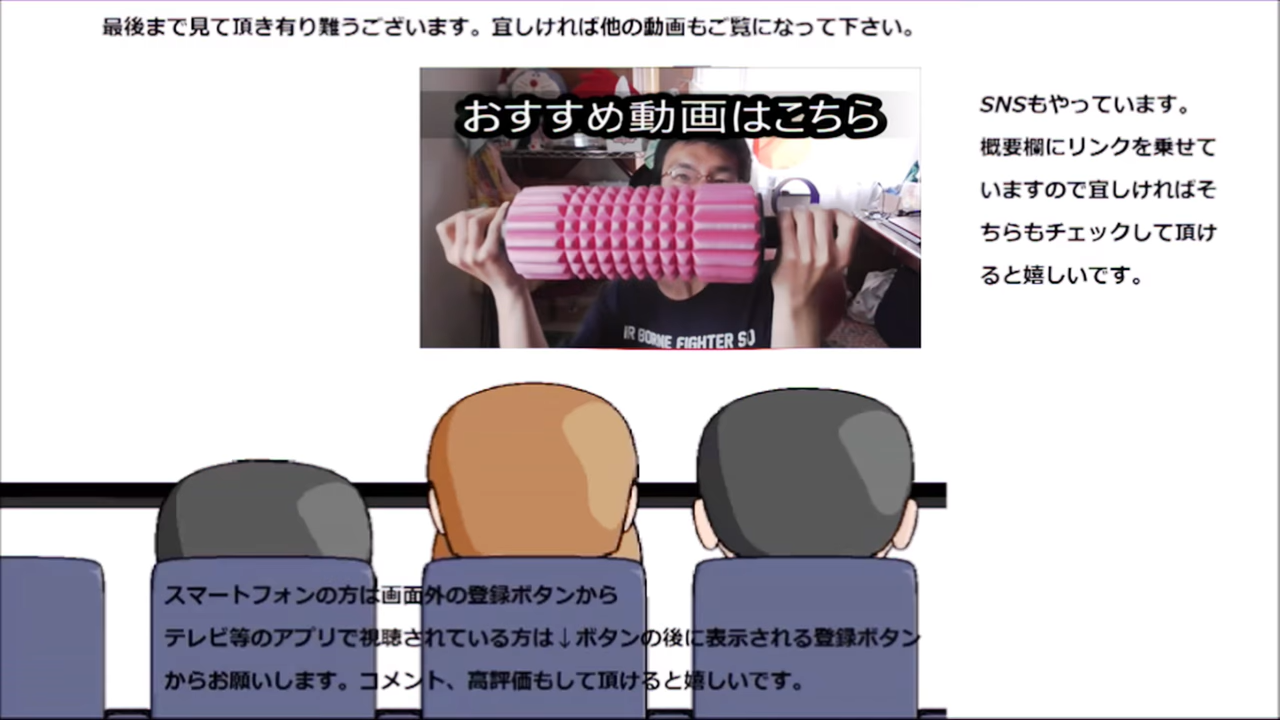 最後まで見て頂き有り難うございます。宜しければ他の動画もご覧になって下さい。
おすすめ動画はこちら
IR BORNE FIGHTER SQ
SNSもやっています。
概要欄にリンクを乗せて
いますので宜しければそ
ちらもチェックして頂け
ると嬉しいです。
スマートフォンの方は画面外の登録ボタンから
テレビ等のアプリで視聴されている方は↓ボタンの後に表示される登録ボタン
からお願いします。コメント、高評価もして頂けると嬉しいです。